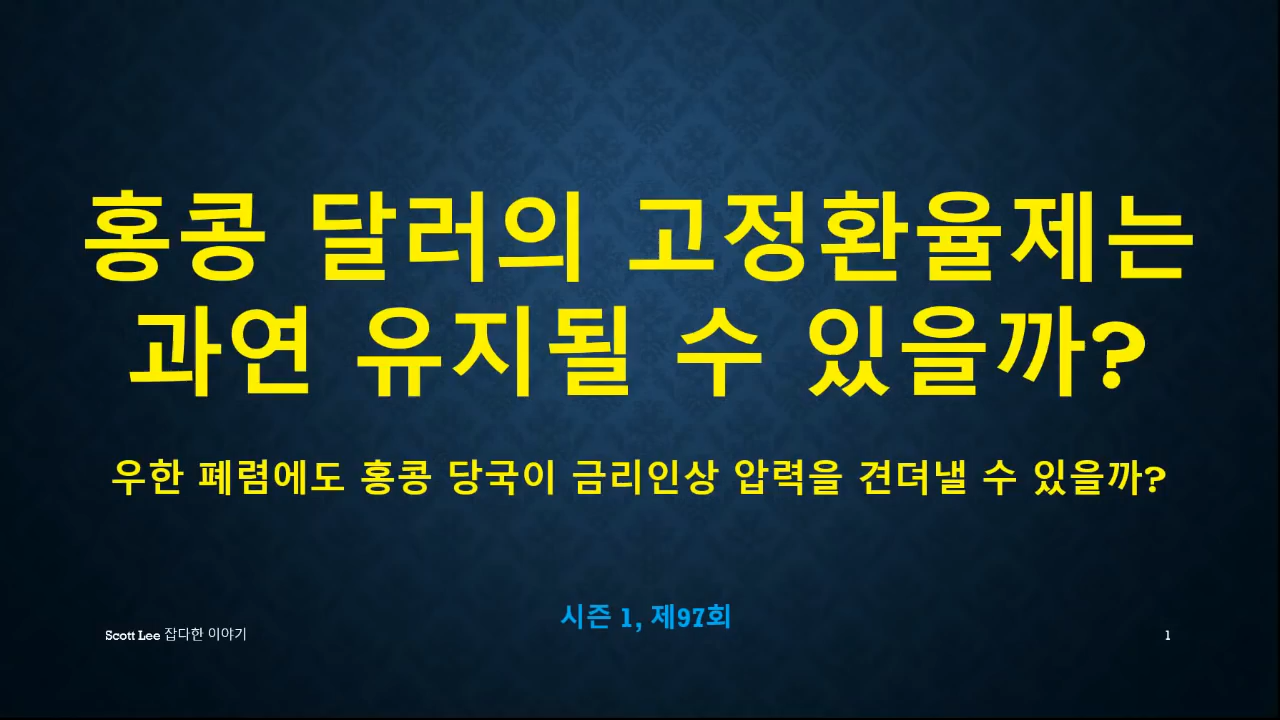 홍콩 달러의 고정환율제는
과연 유지될 수 있을까?
우한 폐렴에도 홍콩 당국이 금리인상 압력을 견뎌낼 수 있을까?
시즌 1, 제97회
Scott Lee 잡다한 이야기
1